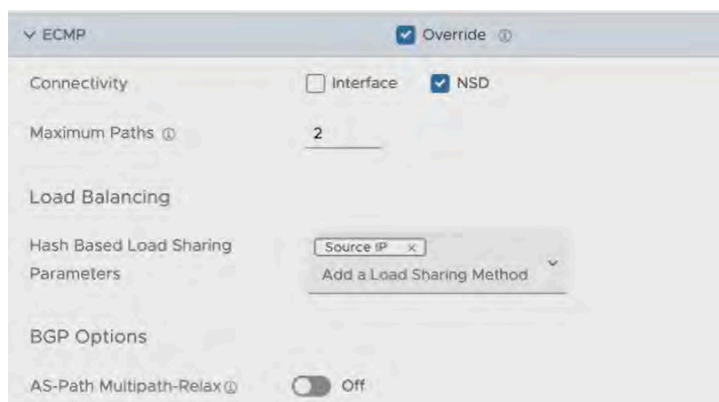 ECMP Override
Connectivity Interface NSD
Maximum Paths 2
Load Balancing
Hash Based Load Sharing Parameters Source IP x
Add a Load Sharing Method
BGP Options
AS-Path Multipath-Relax Off